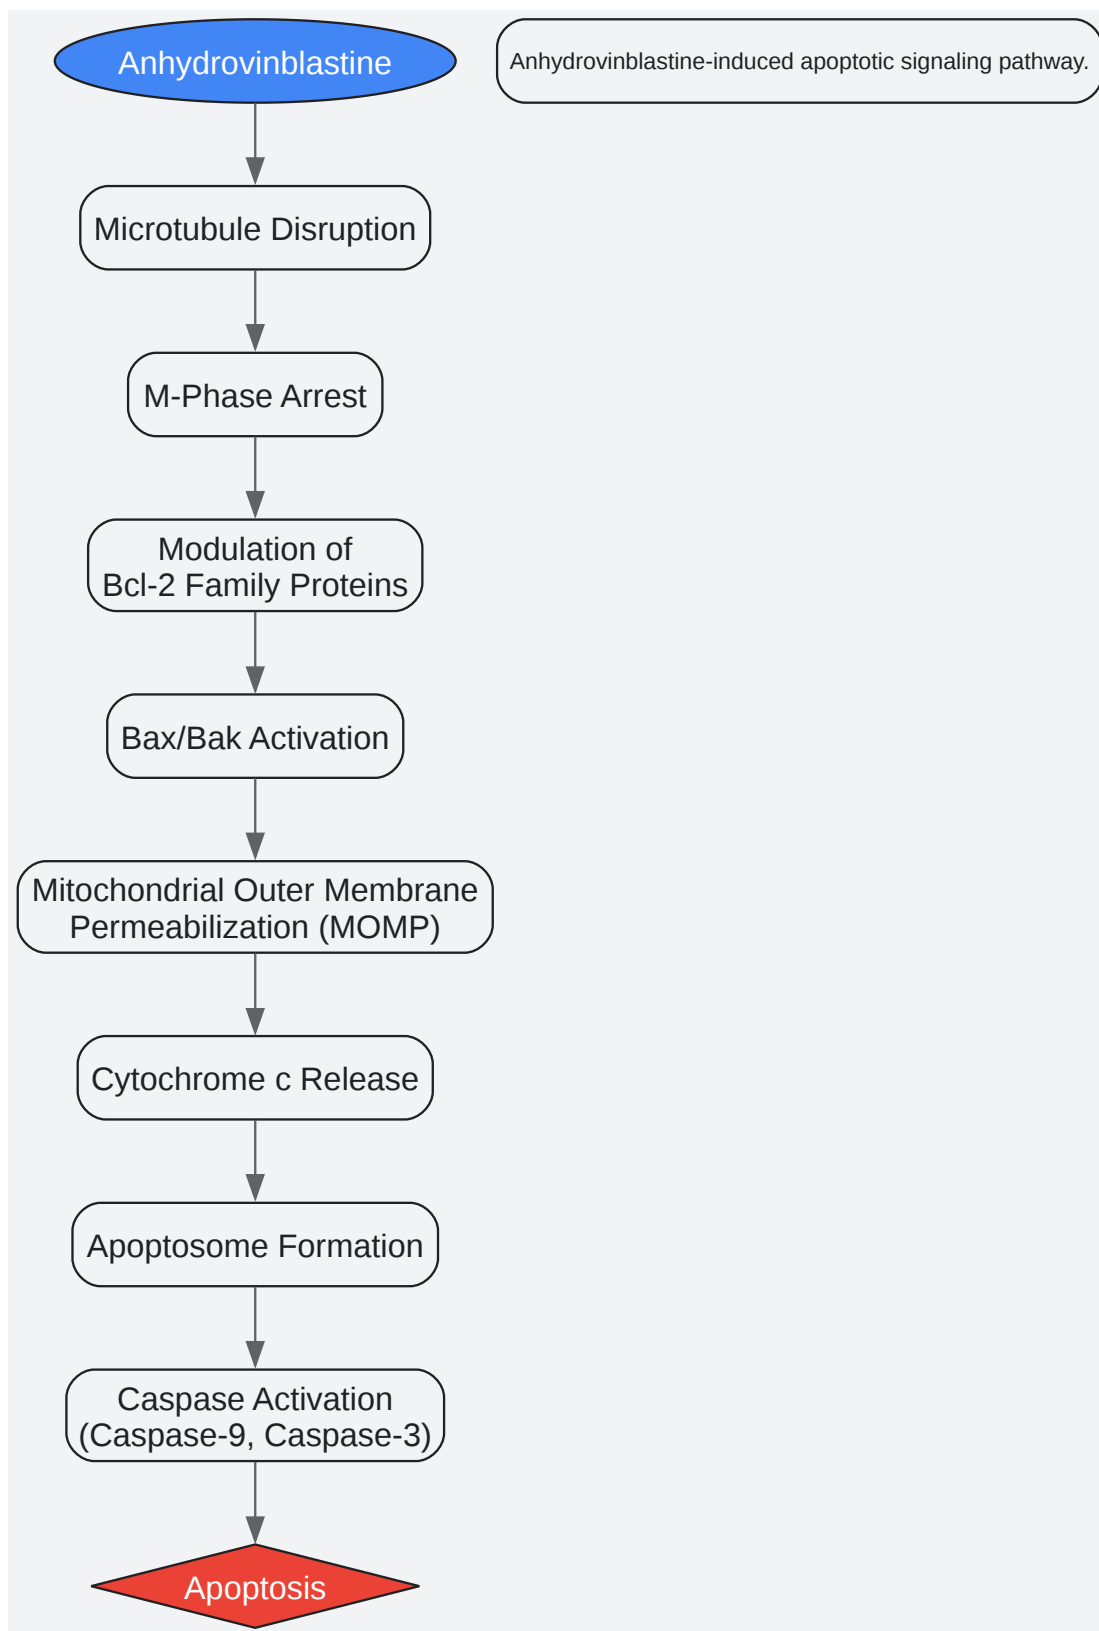 Anhydrovinblastine
Anhydrovinblastine-induced apoptotic signaling pathway.
Microtubule Disruption
M-Phase Arrest
Modulation of
Bcl-2 Family Proteins
Bax/Bak Activation
Mitochondrial Outer Membrane
Permeabilization (MOMP)
Cytochrome c Release
Apoptosome Formation
Caspase Activation
(Caspase-9, Caspase-3)
Apoptosis